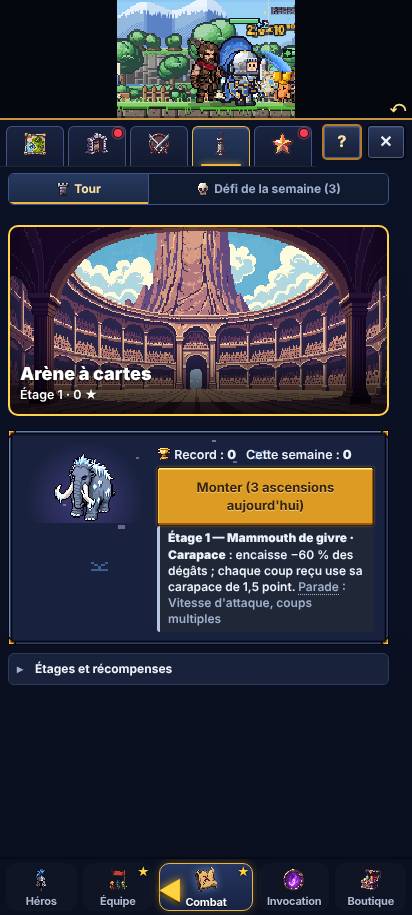 ?
×
Tour
Défi de la semaine (3)
Arène à cartes
Étage 1 · 0 ★
Record : 0 Cette semaine : 0
Monter (3 ascensions
aujourd'hui)
Étage 1 — Mammouth de givre ·
Carapace : encaisse −60 % des
dégâts ; chaque coup reçu use sa
carapace de 1,5 point. Parade :
Vitesse d'attaque, coups
multiples
▸ Étages et récompenses
Héros
Équipe
Combat
Invocation
Boutique